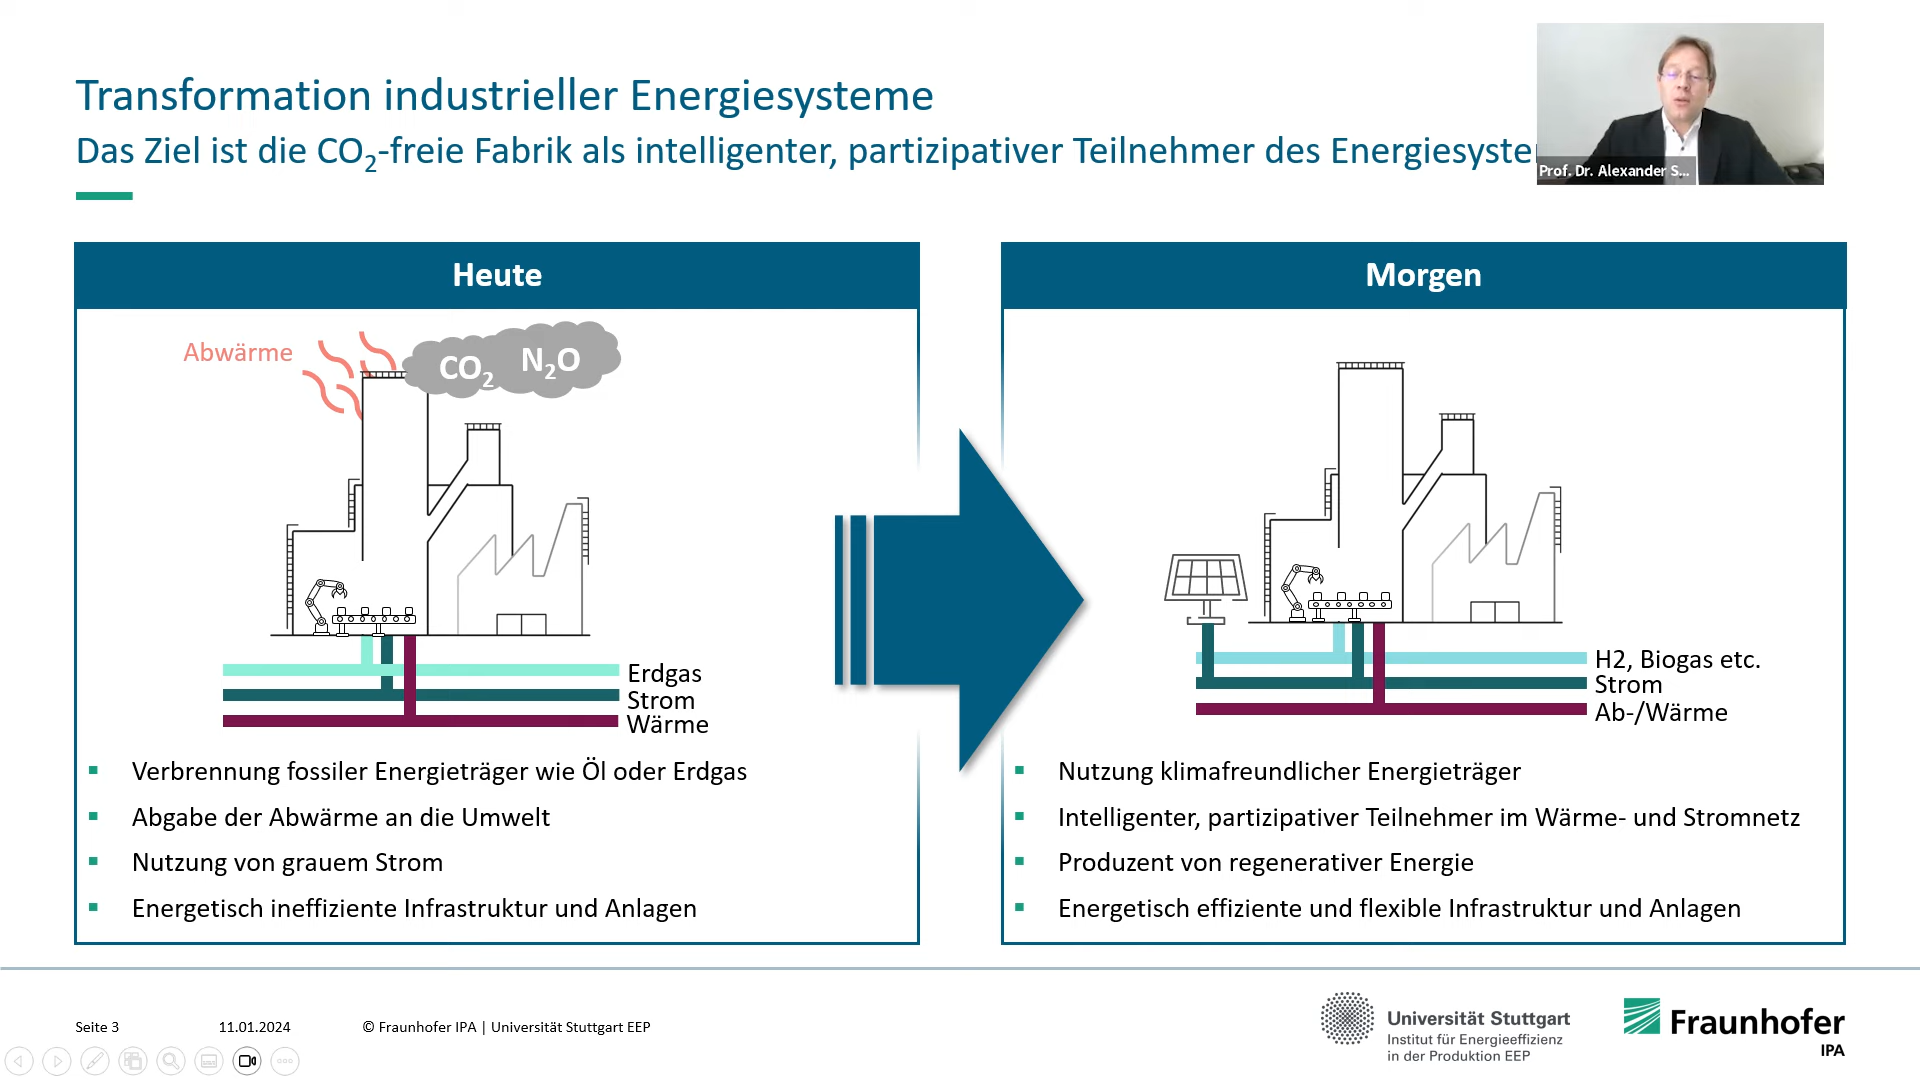 Transformation industrieller Energiesysteme
Das Ziel ist die CO2-freie Fabrik als intelligenter, partizipativer Teilnehmer des Energiesyste
Prof. Dr. Alexander S...
Heute
Abwärme
CO2 N2O
Erdgas
Strom
Wärme
▪ Verbrennung fossiler Energieträger wie Öl oder Erdgas
▪ Abgabe der Abwärme an die Umwelt
▪ Nutzung von grauem Strom
▪ Energetisch ineffiziente Infrastruktur und Anlagen
Morgen
H2, Biogas etc.
Strom
Ab-/Wärme
▪ Nutzung klimafreundlicher Energieträger
▪ Intelligenter, partizipativer Teilnehmer im Wärme- und Stromnetz
▪ Produzent von regenerativer Energie
▪ Energetisch effiziente und flexible Infrastruktur und Anlagen
Seite 3 11.01.2024 © Fraunhofer IPA | Universität Stuttgart EEP
Universität Stuttgart
Institut für Energieeffizienz
in der Produktion EEP
Fraunhofer
IPA